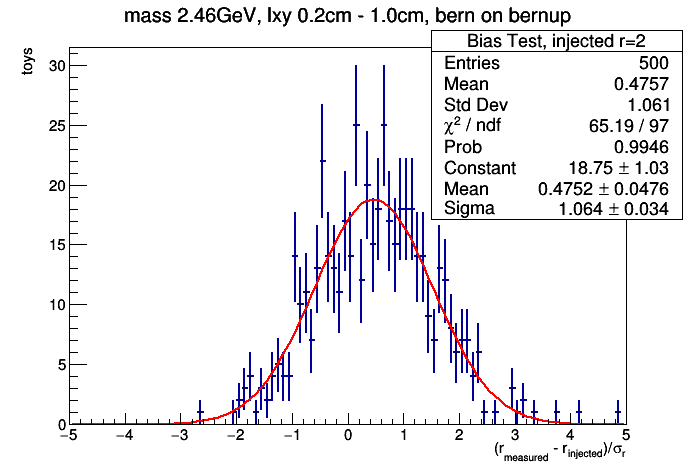 mass 2.46GeV, lxy 0.2cm - 1.0cm, bern on bernup
Bias Test, injected r=2
Entries 500
Mean 0.4757
Std Dev 1.061
χ² / ndf 65.19 / 97
Prob 0.9946
Constant 18.75 ± 1.03
Mean 0.4752 ± 0.0476
Sigma 1.064 ± 0.034
toys
30
25
20
15
10
5
0
−5 −4 −3 −2 −1 0 1 2 3 4 5
(r_measured - r_injected)/σ_r